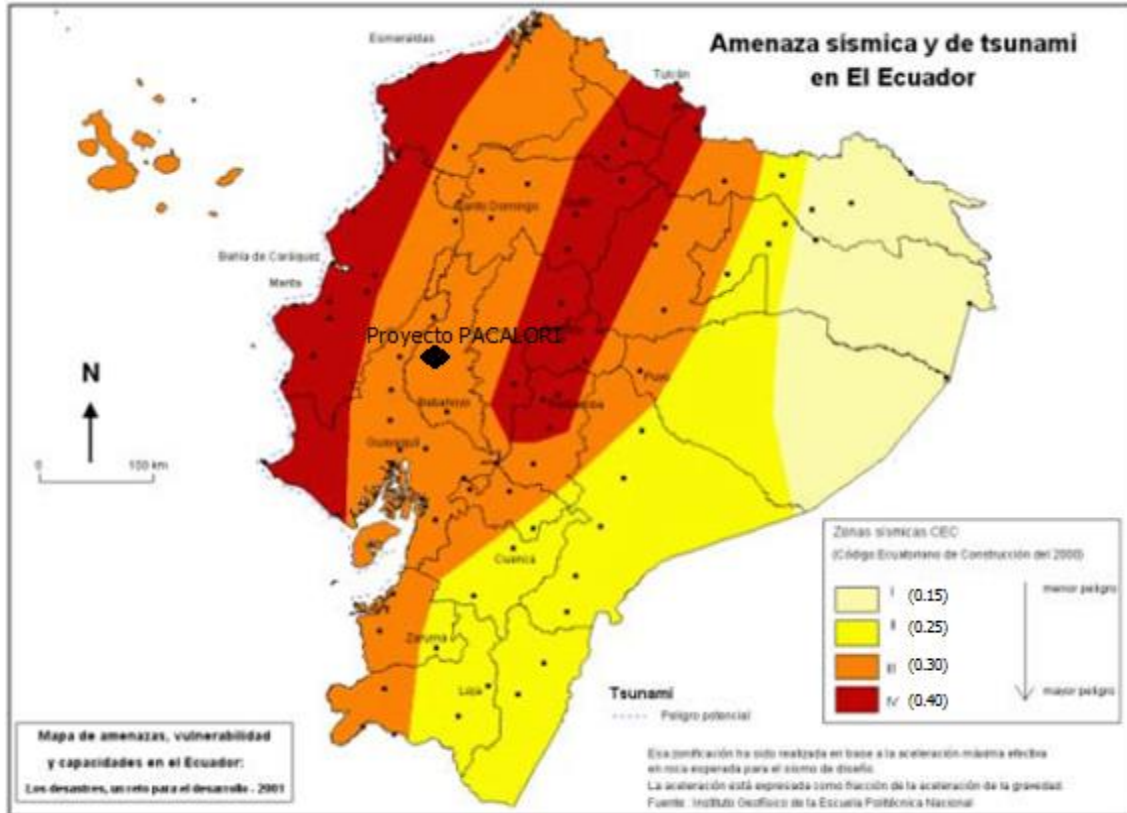 Amenaza sísmica y de tsunami
en El Ecuador
Esmeraldas
Tulcán
Santo Domingo
Quito
Bahía de Caráquez
Manta
Proyecto PACALORI
N
Babahoyo
Puyo
Riobamba
Guayaquil
0 100 km
Cuenca
Zaruma
Loja
Zonas sísmicas CEC
(Código Ecuatoriano de Construcción del 2000)
I (0.15)
II (0.25)
III (0.30)
IV (0.40)
menor peligro
mayor peligro
Tsunami
Peligro potencial
Mapa de amenazas, vulnerabilidad
y capacidades en el Ecuador:
Los desastres, un reto para el desarrollo - 2001
Esa zonificación ha sido realizada en base a la aceleración máxima efectiva
en roca esperada para el sismo de diseño.
La aceleración está expresada como fracción de la aceleración de la gravedad.
Fuente: Instituto Geofísico de la Escuela Politécnica Nacional